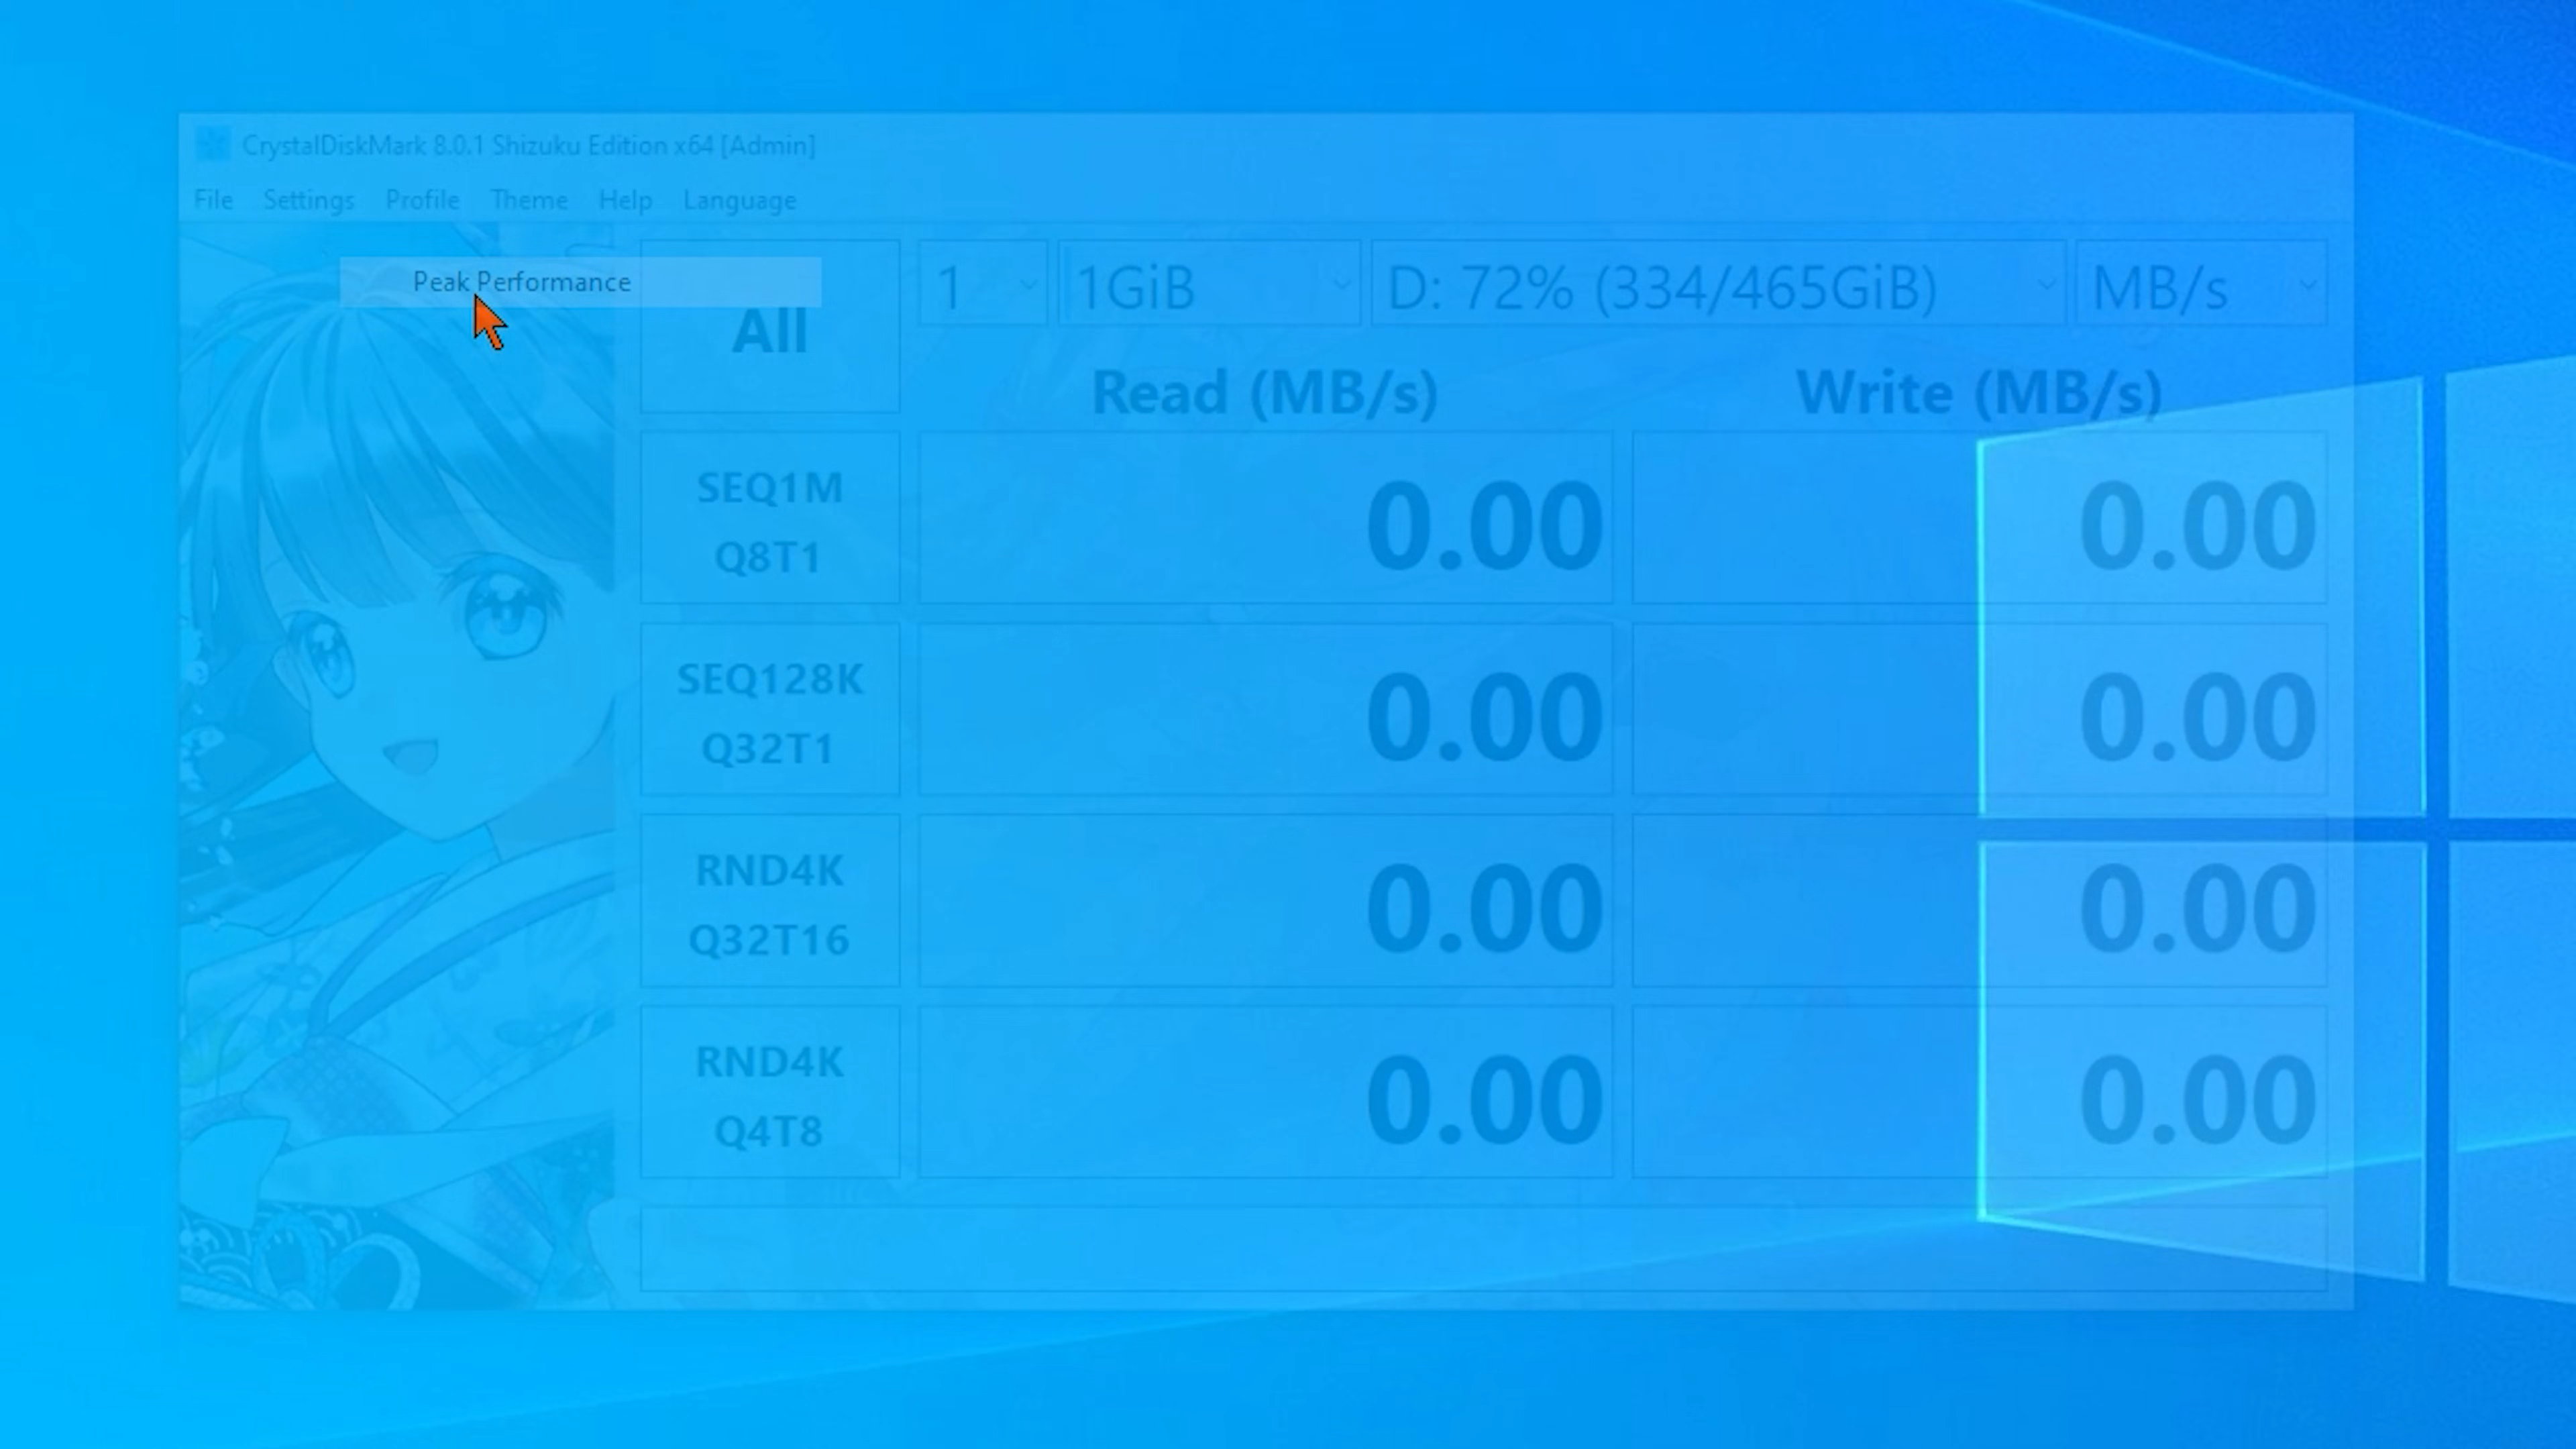 CrystalDiskMark 8.0.1 Shizuku Edition x64 [Admin]
File Settings Profile Theme Help Language
Peak Performance
All
1
1GiB
D: 72% (334/465GiB)
MB/s
Read (MB/s)
Write (MB/s)
SEQ1M
Q8T1
0.00
0.00
SEQ128K
Q32T1
0.00
0.00
RND4K
Q32T16
0.00
0.00
RND4K
Q4T8
0.00
0.00